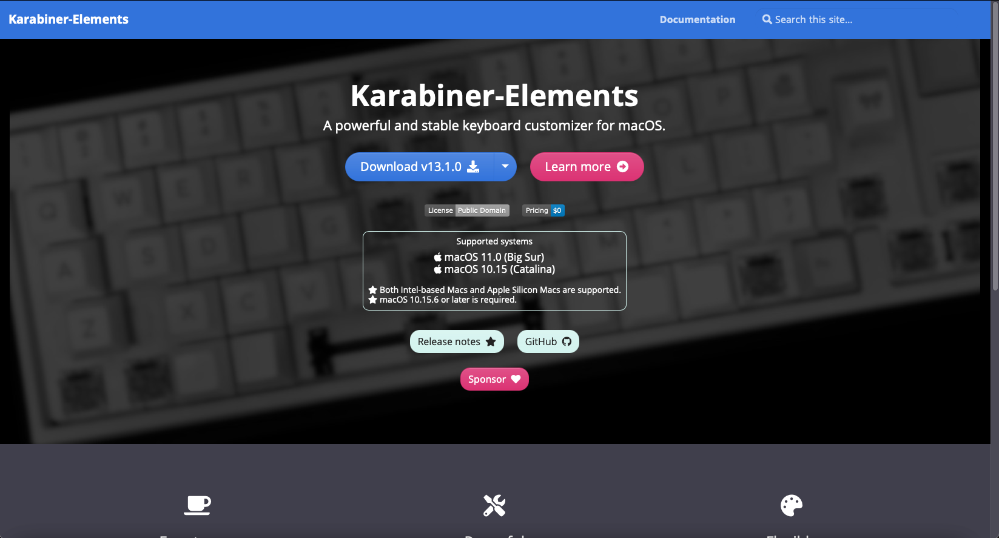 Karabiner-Elements
Documentation
Search this site...
Karabiner-Elements
A powerful and stable keyboard customizer for macOS.
Download v13.1.0
Learn more
License Public Domain
Pricing $0
Supported systems
macOS 11.0 (Big Sur)
macOS 10.15 (Catalina)
Both Intel-based Macs and Apple Silicon Macs are supported.
macOS 10.15.6 or later is required.
Release notes
GitHub
Sponsor